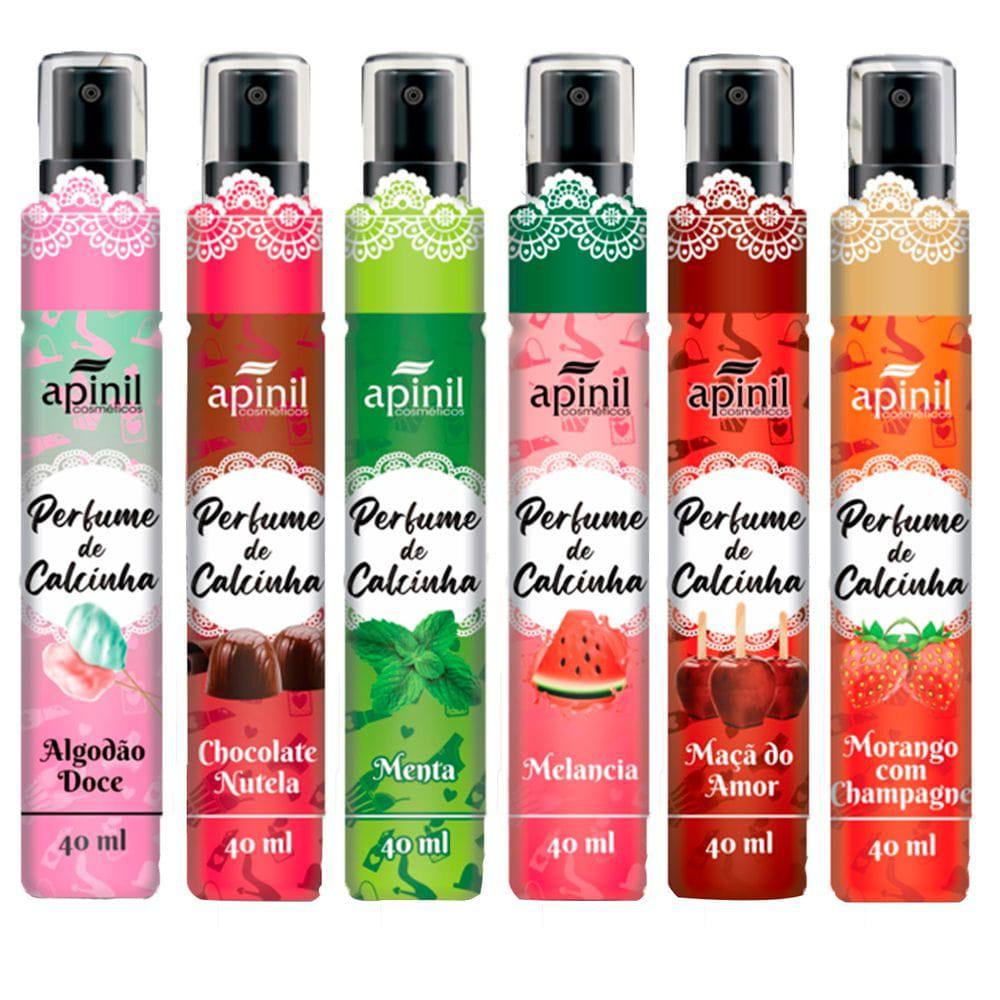 apinil
cosméticos
Perfume
de
Calcinha
Algodão
Doce
40 ml
apinil
cosméticos
Perfume
de
Calcinha
Chocolate
Nutela
40 ml
apinil
cosméticos
Perfume
de
Calcinha
Menta
40 ml
apinil
cosméticos
Perfume
de
Calcinha
Melancia
40 ml
apinil
cosméticos
Perfume
de
Calcinha
Maçã do
Amor
40 ml
apinil
cosméticos
Perfume
de
Calcinha
Morango
com
Champagne
40 ml